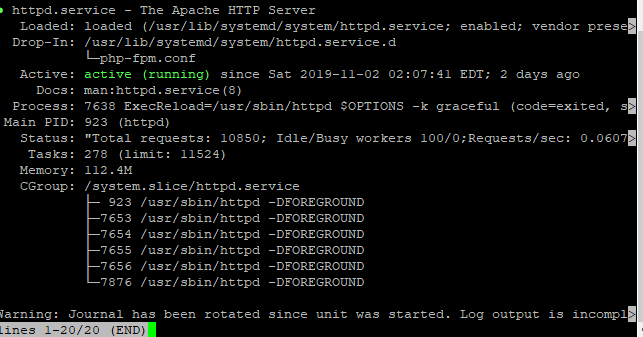 ● httpd.service - The Apache HTTP Server
   Loaded: loaded (/usr/lib/systemd/system/httpd.service; enabled; vendor prese>
  Drop-In: /usr/lib/systemd/system/httpd.service.d
           └─php-fpm.conf
   Active: active (running) since Sat 2019-11-02 02:07:41 EDT; 2 days ago
     Docs: man:httpd.service(8)
  Process: 7638 ExecReload=/usr/sbin/httpd $OPTIONS -k graceful (code=exited, s>
 Main PID: 923 (httpd)
   Status: "Total requests: 10850; Idle/Busy workers 100/0;Requests/sec: 0.0607>
    Tasks: 278 (limit: 11524)
   Memory: 112.4M
   CGroup: /system.slice/httpd.service
           ├─ 923 /usr/sbin/httpd -DFOREGROUND
           ├─7653 /usr/sbin/httpd -DFOREGROUND
           ├─7654 /usr/sbin/httpd -DFOREGROUND
           ├─7655 /usr/sbin/httpd -DFOREGROUND
           ├─7656 /usr/sbin/httpd -DFOREGROUND
           └─7876 /usr/sbin/httpd -DFOREGROUND
Warning: Journal has been rotated since unit was started. Log output is incompl>
lines 1-20/20 (END)